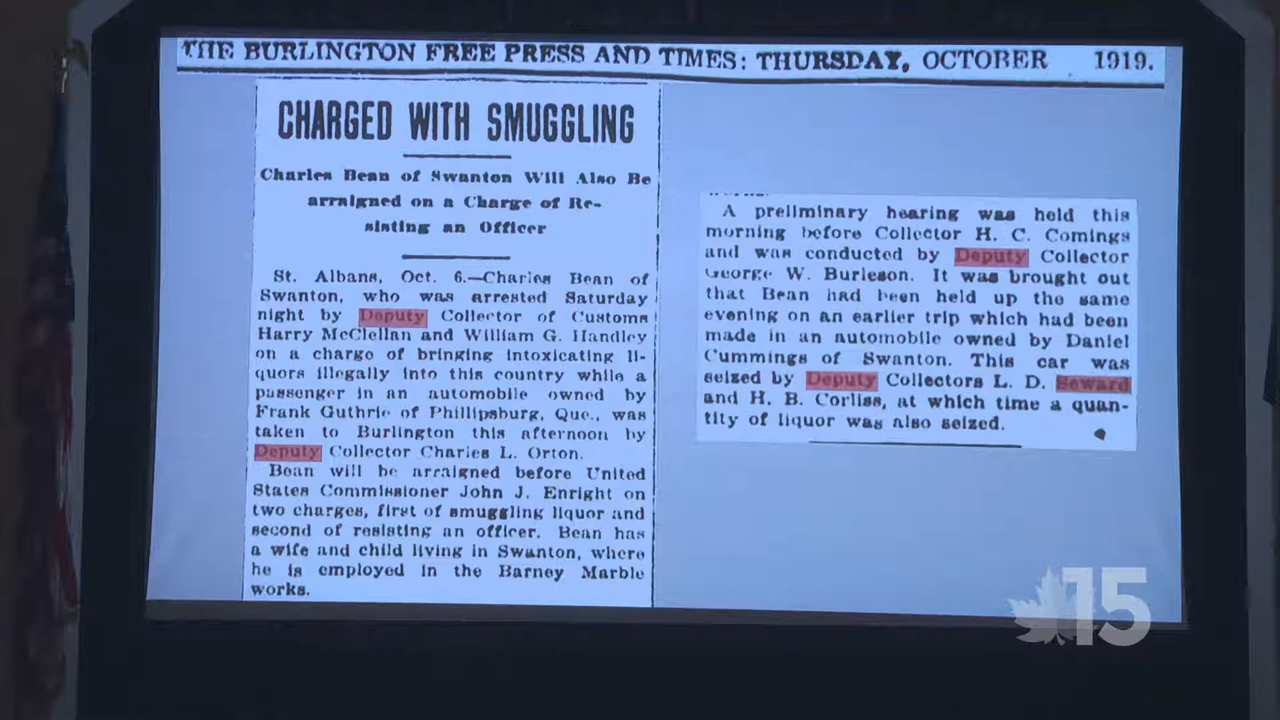 THE BURLINGTON FREE PRESS AND TIMES: THURSDAY, OCTOBER 1919.
CHARGED WITH SMUGGLING
Charles Bean of Swanton Will Also Be
arraigned on a Charge of Re-
sisting an Officer
St. Albans, Oct. 6.—Charles Bean of
Swanton, who was arrested Saturday
night by Deputy Collector of Customs
Harry McClellan and William G. Handley
on a charge of bringing intoxicating li-
quors illegally into this country while a
passenger in an automobile owned by
Frank Guthrie of Phillipsburg, Que., was
taken to Burlington this afternoon by
Deputy Collector Charles L. Orton.
Bean will be arraigned before United
States Commissioner John J. Enright on
two charges, first of smuggling liquor and
second of resisting an officer. Bean has
a wife and child living in Swanton, where
he is employed in the Barney Marble
works.
A preliminary hearing was held this
morning before Collector H. C. Comings
and was conducted by Deputy Collector
George W. Burleson. It was brought out
that Bean had been held up the same
evening on an earlier trip which had been
made in an automobile owned by Daniel
Cummings of Swanton. This car was
seized by Deputy Collectors L. D. Seward
and H. B. Corliss, at which time a quan-
tity of liquor was also seized.
15